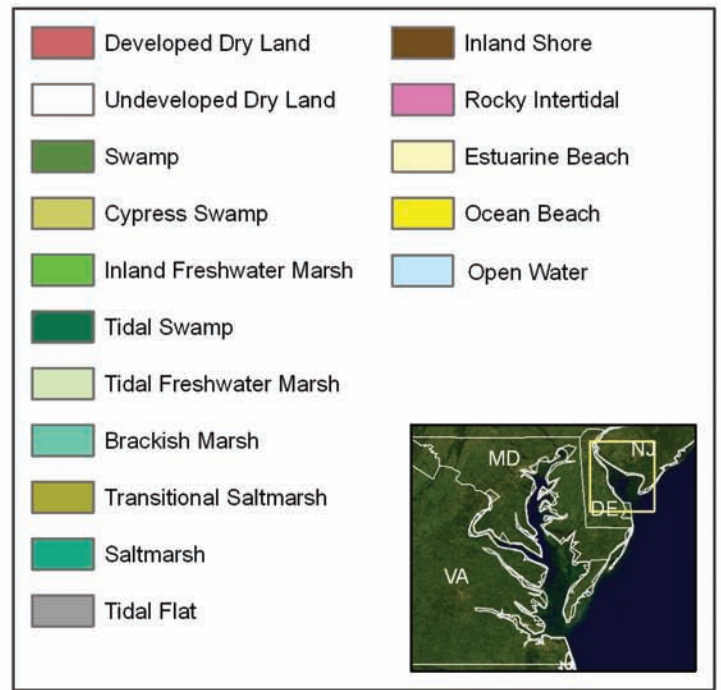 Developed Dry Land
Undeveloped Dry Land
Swamp
Cypress Swamp
Inland Freshwater Marsh
Tidal Swamp
Tidal Freshwater Marsh
Brackish Marsh
Transitional Saltmarsh
Saltmarsh
Tidal Flat
Inland Shore
Rocky Intertidal
Estuarine Beach
Ocean Beach
Open Water
MD
NJ
DE
VA